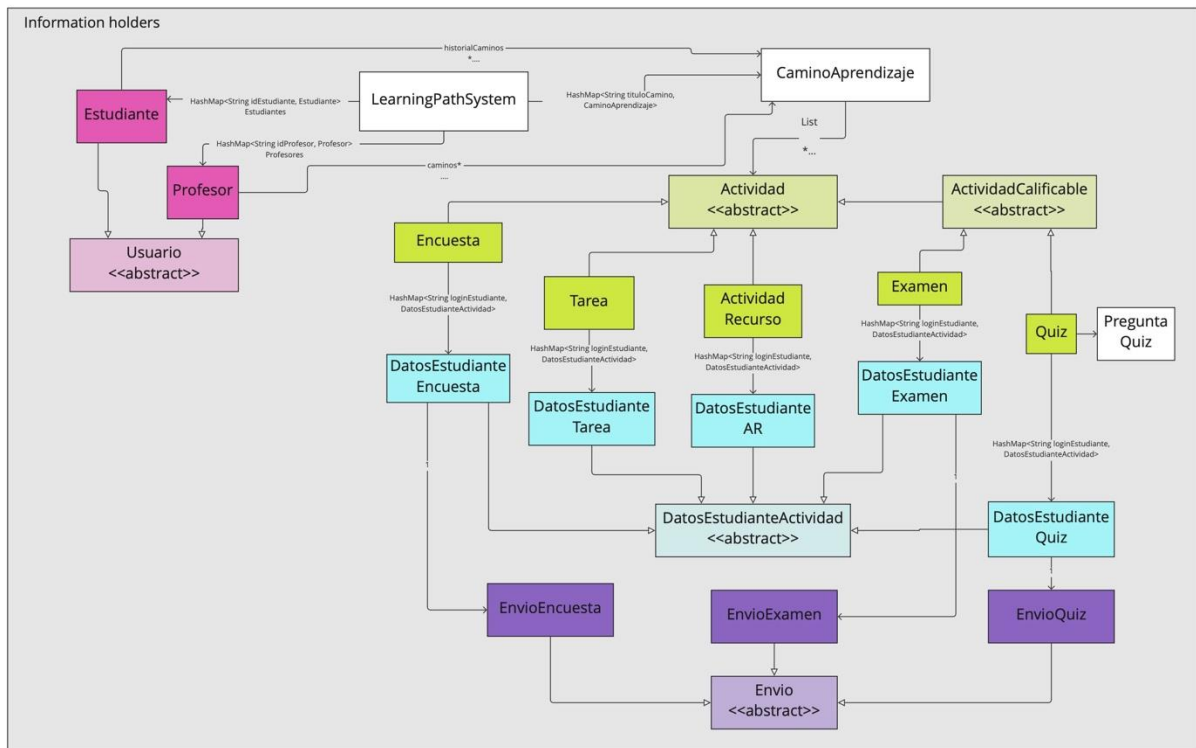 Information holders
historialCaminos
*....
CaminoAprendizaje
LearningPathSystem
HashMap<String idEstudiante, Estudiante>
Estudiantes
HashMap<String tituloCamino,
CaminoAprendizaje>
Estudiante
List
*...
HashMap<String idProfesor, Profesor>
Profesores
caminos*
....
Profesor
Actividad
<<abstract>>
ActividadCalificable
<<abstract>>
Usuario
<<abstract>>
Encuesta
Tarea
Actividad
Recurso
Examen
Quiz
Pregunta
Quiz
HashMap<String loginEstudiante,
DatosEstudianteActividad>
HashMap<String loginEstudiante,
DatosEstudianteActividad>
HashMap<String loginEstudiante,
DatosEstudianteActividad>
HashMap<String loginEstudiante,
DatosEstudianteActividad>
DatosEstudiante
Encuesta
DatosEstudiante
Tarea
DatosEstudiante
AR
DatosEstudiante
Examen
HashMap<String loginEstudiante,
DatosEstudianteActividad>
1
1
DatosEstudianteActividad
<<abstract>>
DatosEstudiante
Quiz
1
EnvioEncuesta
EnvioExamen
EnvioQuiz
Envio
<<abstract>>